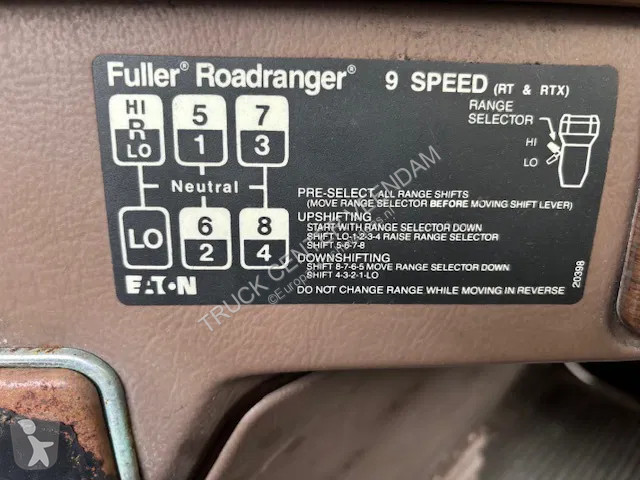 Fuller® Roadranger® 9 SPEED (RT & RTX)
RANGE
SELECTOR
HI
LO
HI
R
LO
5
1
7
3
Neutral
LO
6
2
8
4
EATON
PRE-SELECT ALL RANGE SHIFTS
(MOVE RANGE SELECTOR BEFORE MOVING SHIFT LEVER)
UPSHIFTING
START WITH RANGE SELECTOR DOWN
SHIFT LO-1-2-3-4 RAISE RANGE SELECTOR
SHIFT 5-6-7-8
DOWNSHIFTING
SHIFT 8-7-6-5 MOVE RANGE SELECTOR DOWN
SHIFT 4-3-2-1-LO
DO NOT CHANGE RANGE WHILE MOVING IN REVERSE
20398
TRUCK CENTRUM URENDAM